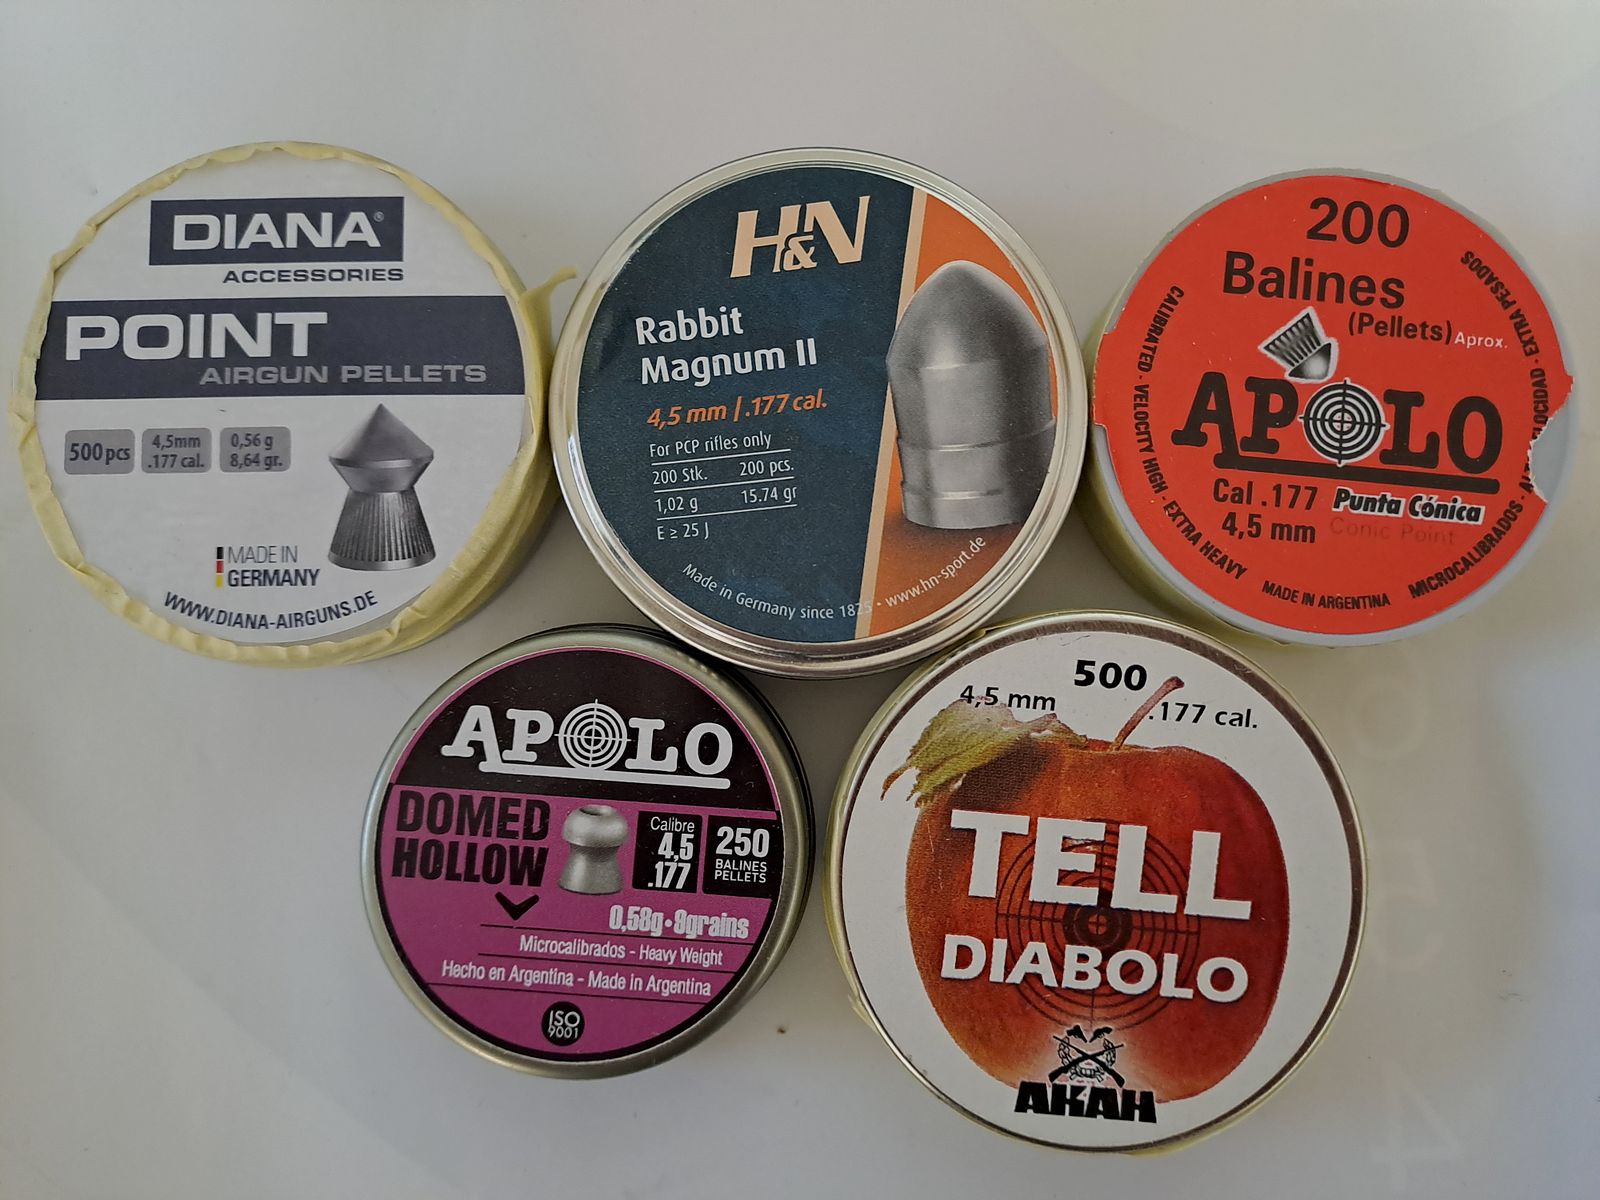 DIANA®
ACCESSORIES
POINT
AIRGUN PELLETS
500 pcs
4,5mm
.177 cal.
0,56 g
8,64 gr.
MADE IN
GERMANY
WWW.DIANA-AIRGUNS.DE
H&N
Rabbit
Magnum II
4,5 mm | .177 cal.
For PCP rifles only
200 Stk. 200 pcs.
1,02 g 15.74 gr
E ≥ 25 J
Made in Germany since 1825 • www.hn-sport.de
200
Balines
(Pellets) Aprox.
APOLO
Cal .177
4,5 mm
Punta Cónica
Conic Point
CALIBRATED · VELOCITY HIGH · EXTRA HEAVY
MADE IN ARGENTINA
MICROCALIBRADOS · EXTRA PESADOS
APOLO
DOMED
HOLLOW
Calibre
4,5
.177
250
BALINES
PELLETS
0,58g • 9grains
Microcalibrados - Heavy Weight
Hecho en Argentina - Made in Argentina
ISO
9001
500
4,5 mm .177 cal.
TELL
DIABOLO
AKAH